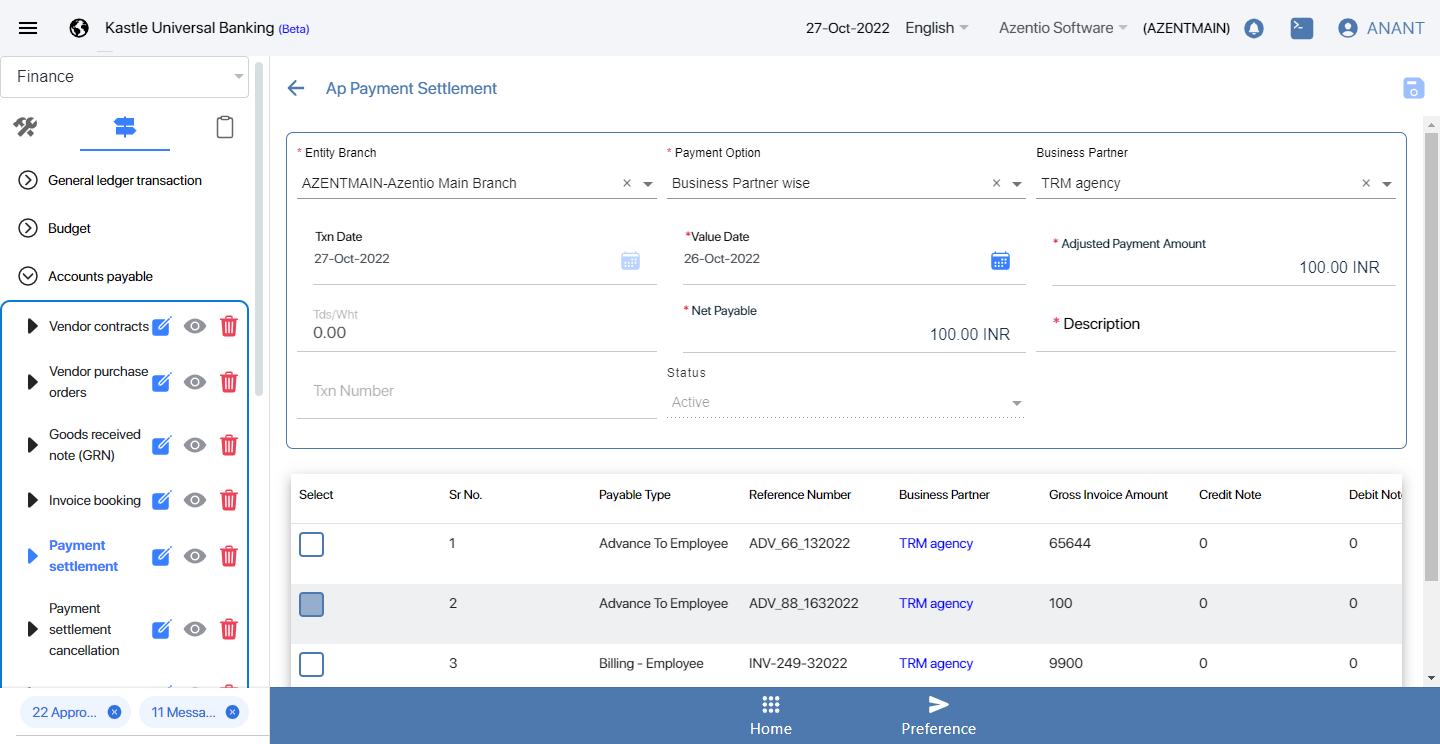 Kastle Universal Banking (Beta)
27-Oct-2022 English Azentio Software (AZENTMAIN) ANANT
Finance
General ledger transaction
Budget
Accounts payable
Vendor contracts
Vendor purchase
orders
Goods received
note (GRN)
Invoice booking
Payment
settlement
Payment
settlement
cancellation
22 Appro...
11 Messa...
Ap Payment Settlement
* Entity Branch
AZENTMAIN-Azentio Main Branch
* Payment Option
Business Partner wise
Business Partner
TRM agency
Txn Date
27-Oct-2022
*Value Date
26-Oct-2022
* Adjusted Payment Amount
100.00 INR
Tds/Wht
0.00
* Net Payable
100.00 INR
* Description
Txn Number
Status
Active
Select Sr No. Payable Type Reference Number Business Partner Gross Invoice Amount Credit Note Debit Not
1 Advance To Employee ADV_66_132022 TRM agency 65644 0 0
2 Advance To Employee ADV_88_1632022 TRM agency 100 0 0
3 Billing - Employee INV-249-32022 TRM agency 9900 0 0
Home
Preference